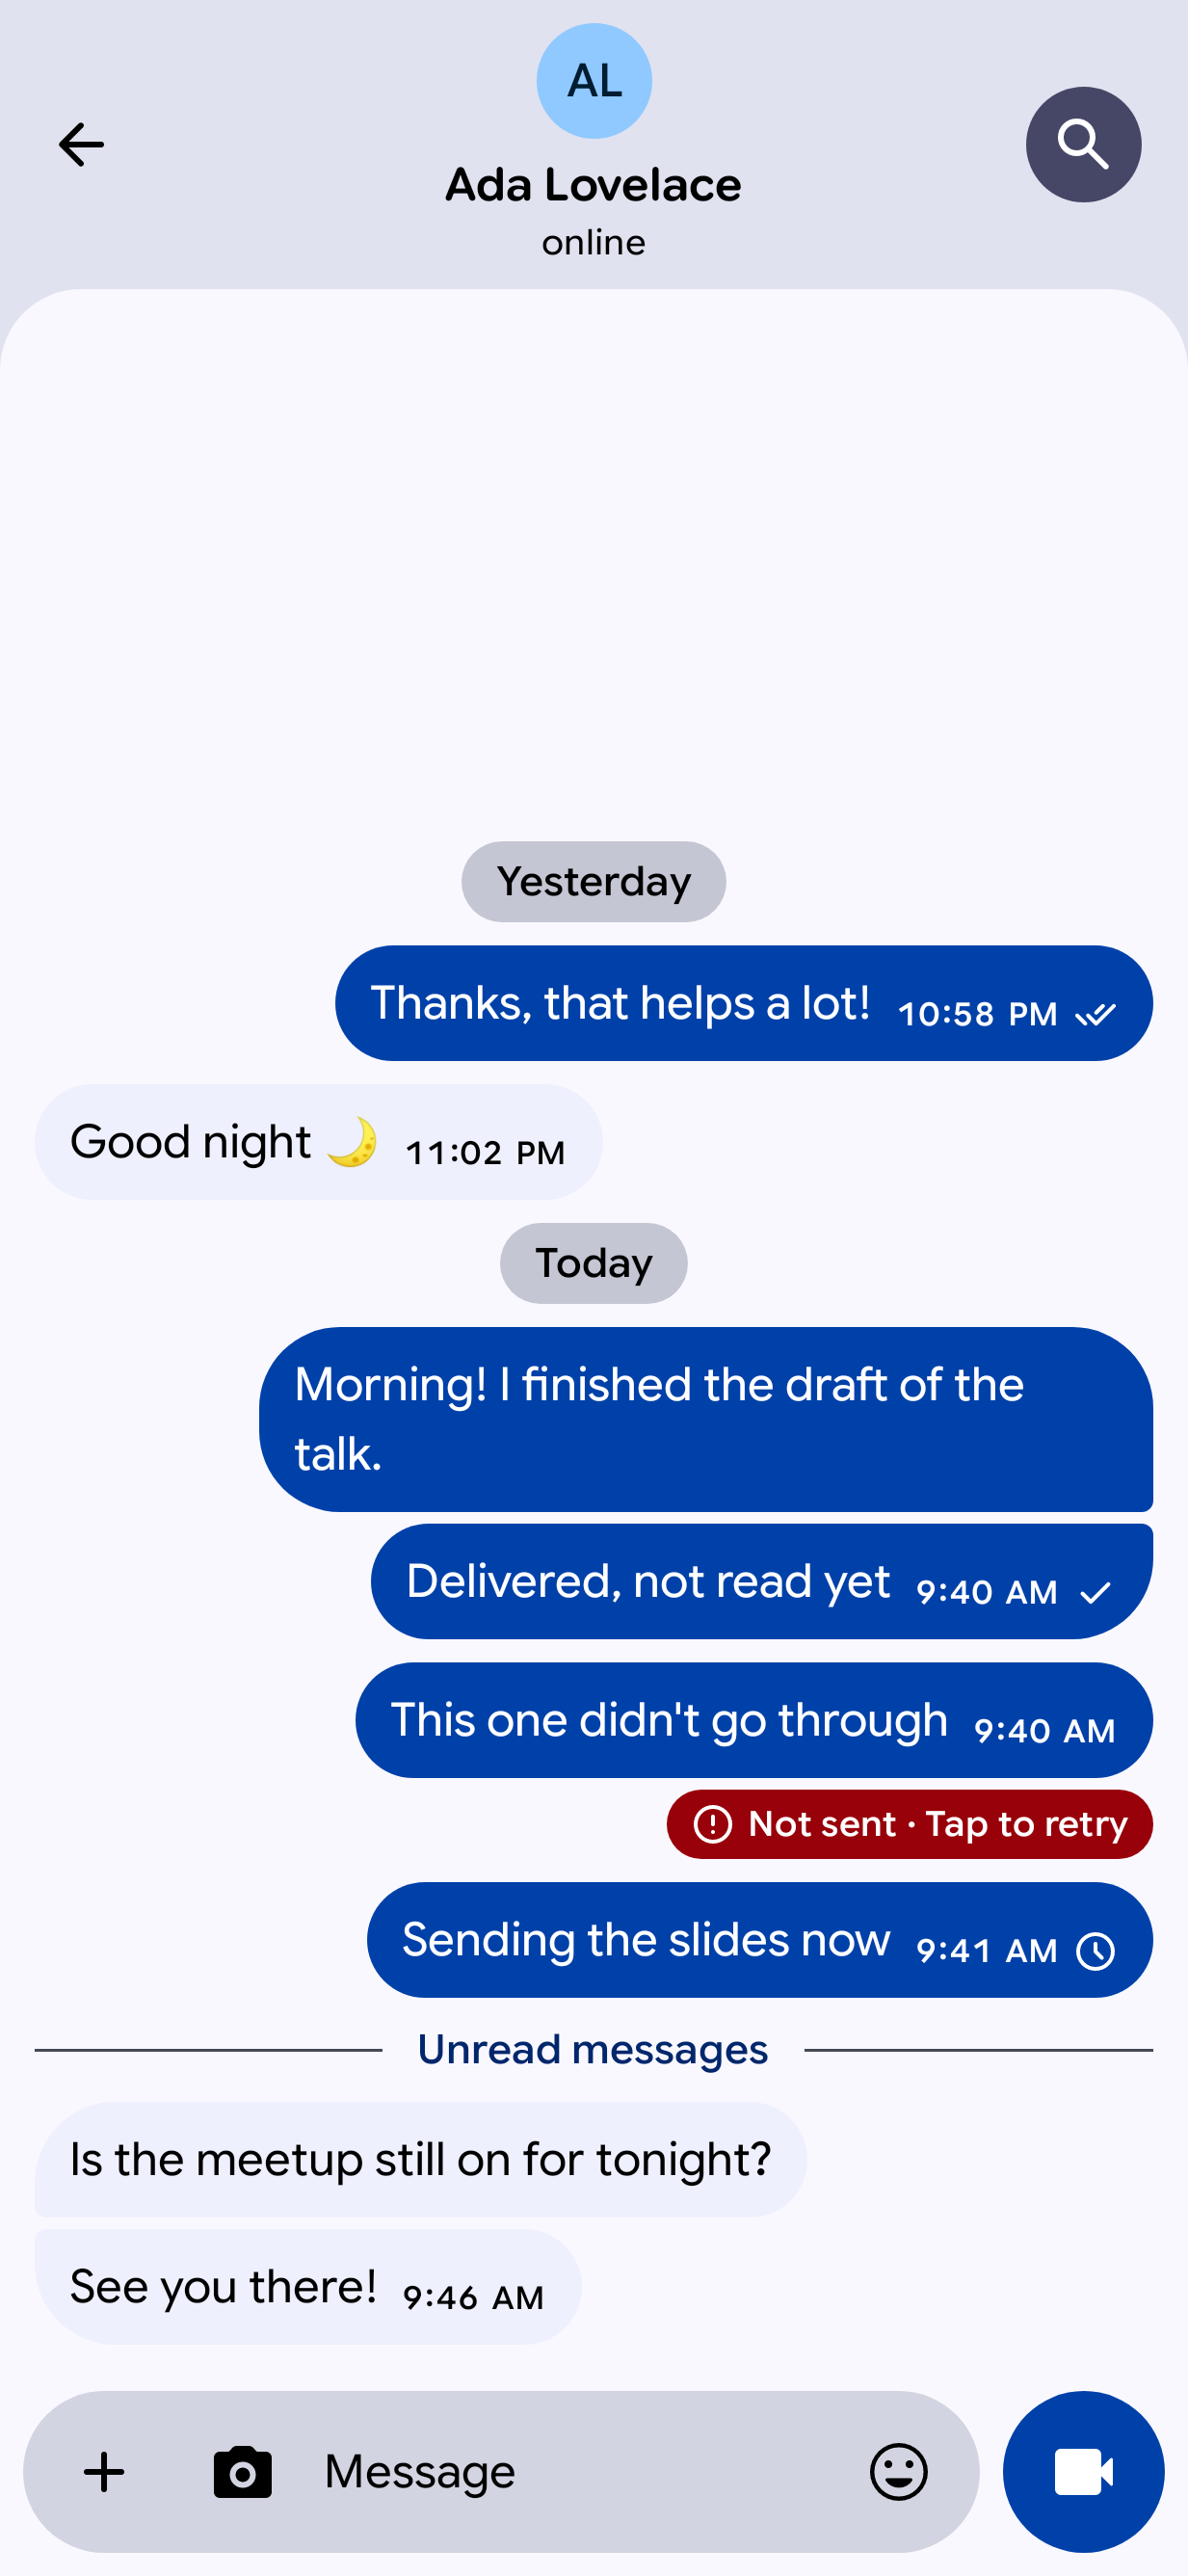 AL
Ada Lovelace
online
Yesterday
Thanks, that helps a lot! 10:58 PM
Good night 🌙 11:02 PM
Today
Morning! I finished the draft of the
talk.
Delivered, not read yet 9:40 AM
This one didn't go through 9:40 AM
Not sent · Tap to retry
Sending the slides now 9:41 AM
Unread messages
Is the meetup still on for tonight?
See you there! 9:46 AM
Message